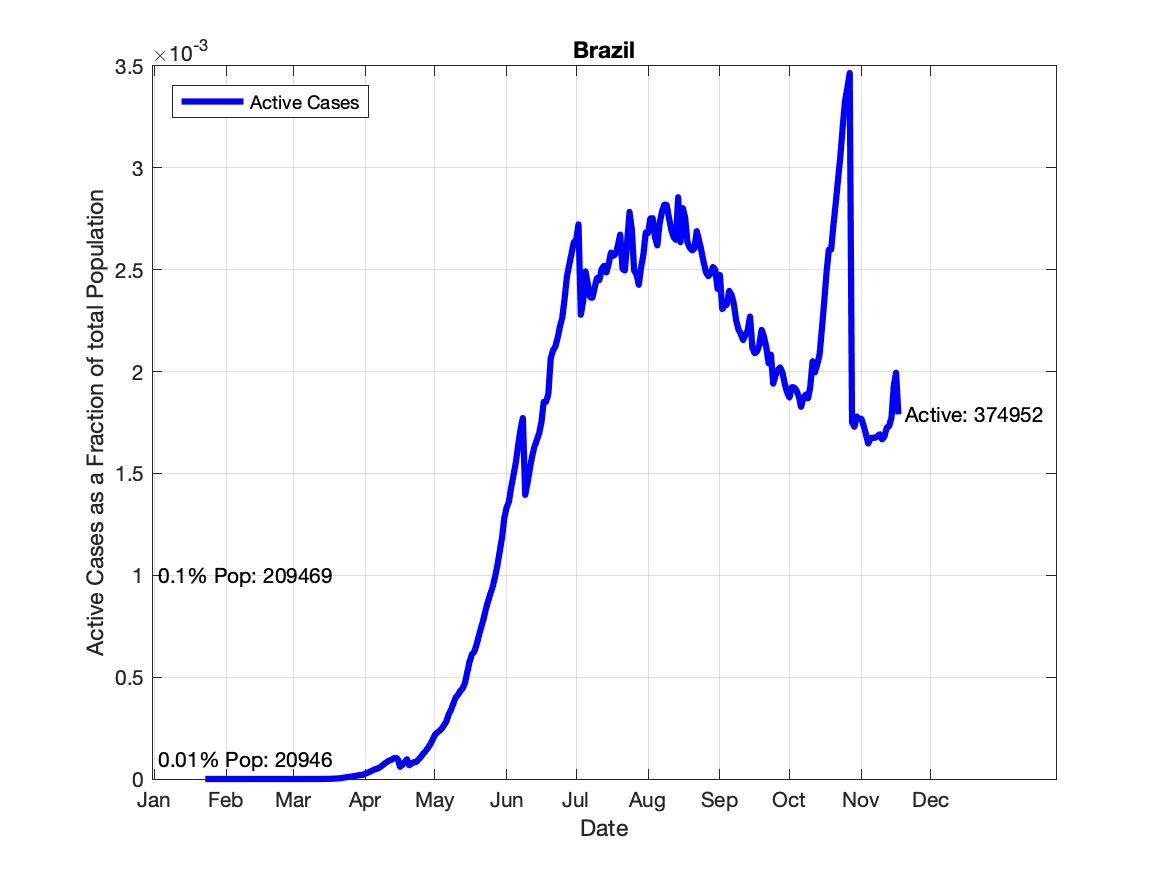 Brazil
×10-3
3.5
3
2.5
2
1.5
1
0.5
0
Active Cases
Active Cases as a Fraction of total Population
Active: 374952
0.1% Pop: 209469
0.01% Pop: 20946
Jan Feb Mar Apr May Jun Jul Aug Sep Oct Nov Dec
Date